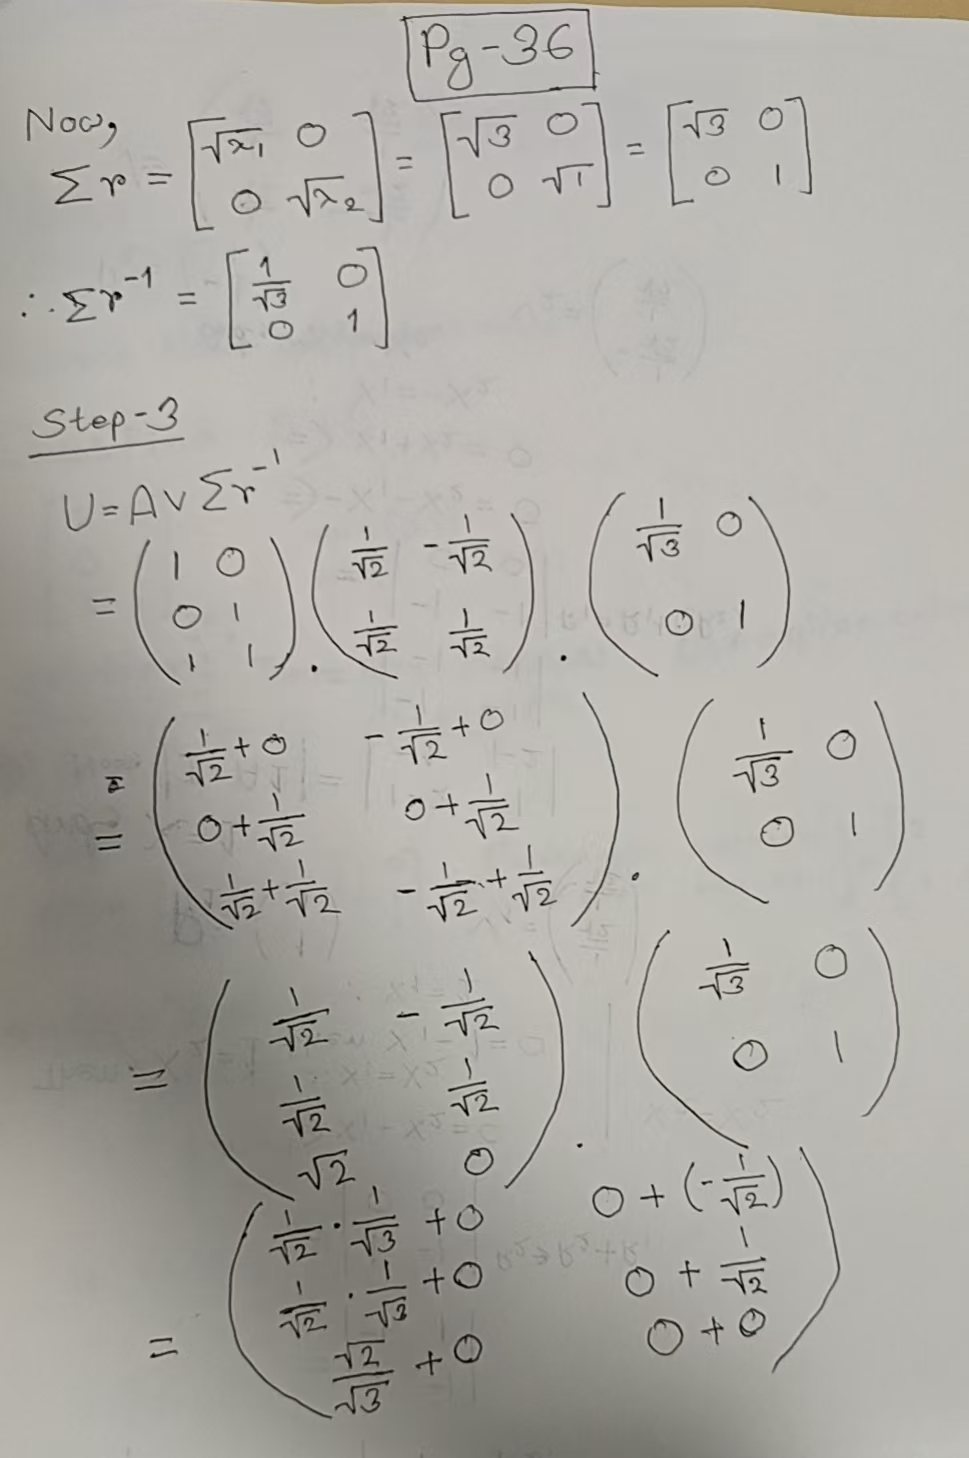 Pg-36
Now,
Σr = [√λ₁ 0; 0 √λ₂] = [√3 0; 0 √1] = [√3 0; 0 1]
∴ Σr⁻¹ = [1/√3 0; 0 1]
Step-3
U = AVΣr⁻¹
= (1 0; 0 1; 1 1) . (1/√2 -1/√2; 1/√2 1/√2) . (1/√3 0; 0 1)
= (1/√2+0 -1/√2+0; 0+1/√2 0+1/√2; 1/√2+1/√2 -1/√2+1/√2) . (1/√3 0; 0 1)
= (1/√2 -1/√2; 1/√2 1/√2; √2 0) . (1/√3 0; 0 1)
= (1/√2 · 1/√3 + 0 0 + (-1/√2); 1/√2 · 1/√3 + 0 0 + 1/√2; √2/√3 + 0 0 + 0)